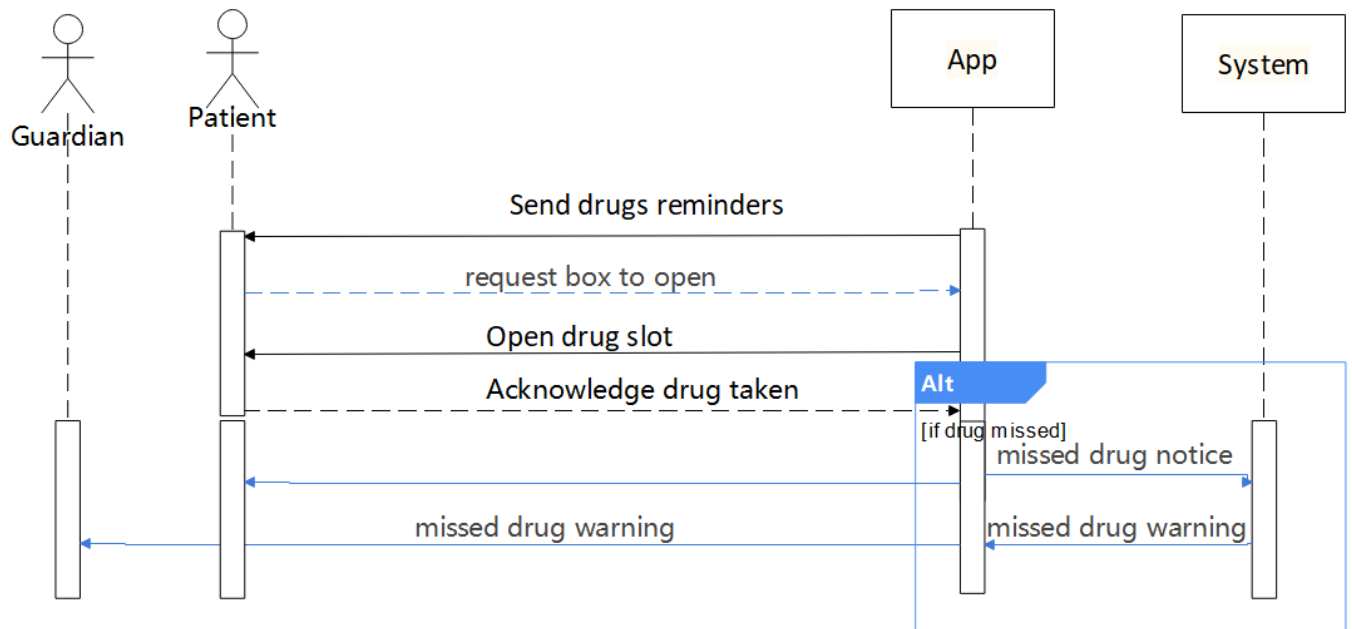 Guardian
Patient
App
System
Send drugs reminders
request box to open
Open drug slot
Alt
Acknowledge drug taken
[if drug missed]
missed drug notice
missed drug warning
missed drug warning